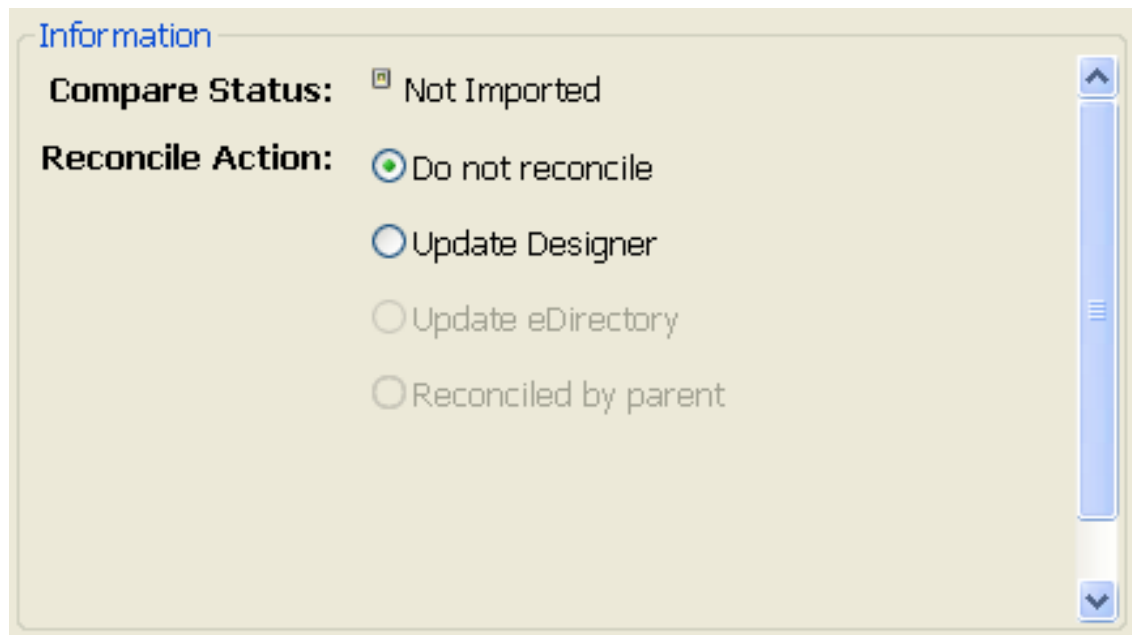 Information
Compare Status: Not Imported
Reconcile Action: Do not reconcile
Update Designer
Update eDirectory
Reconciled by parent